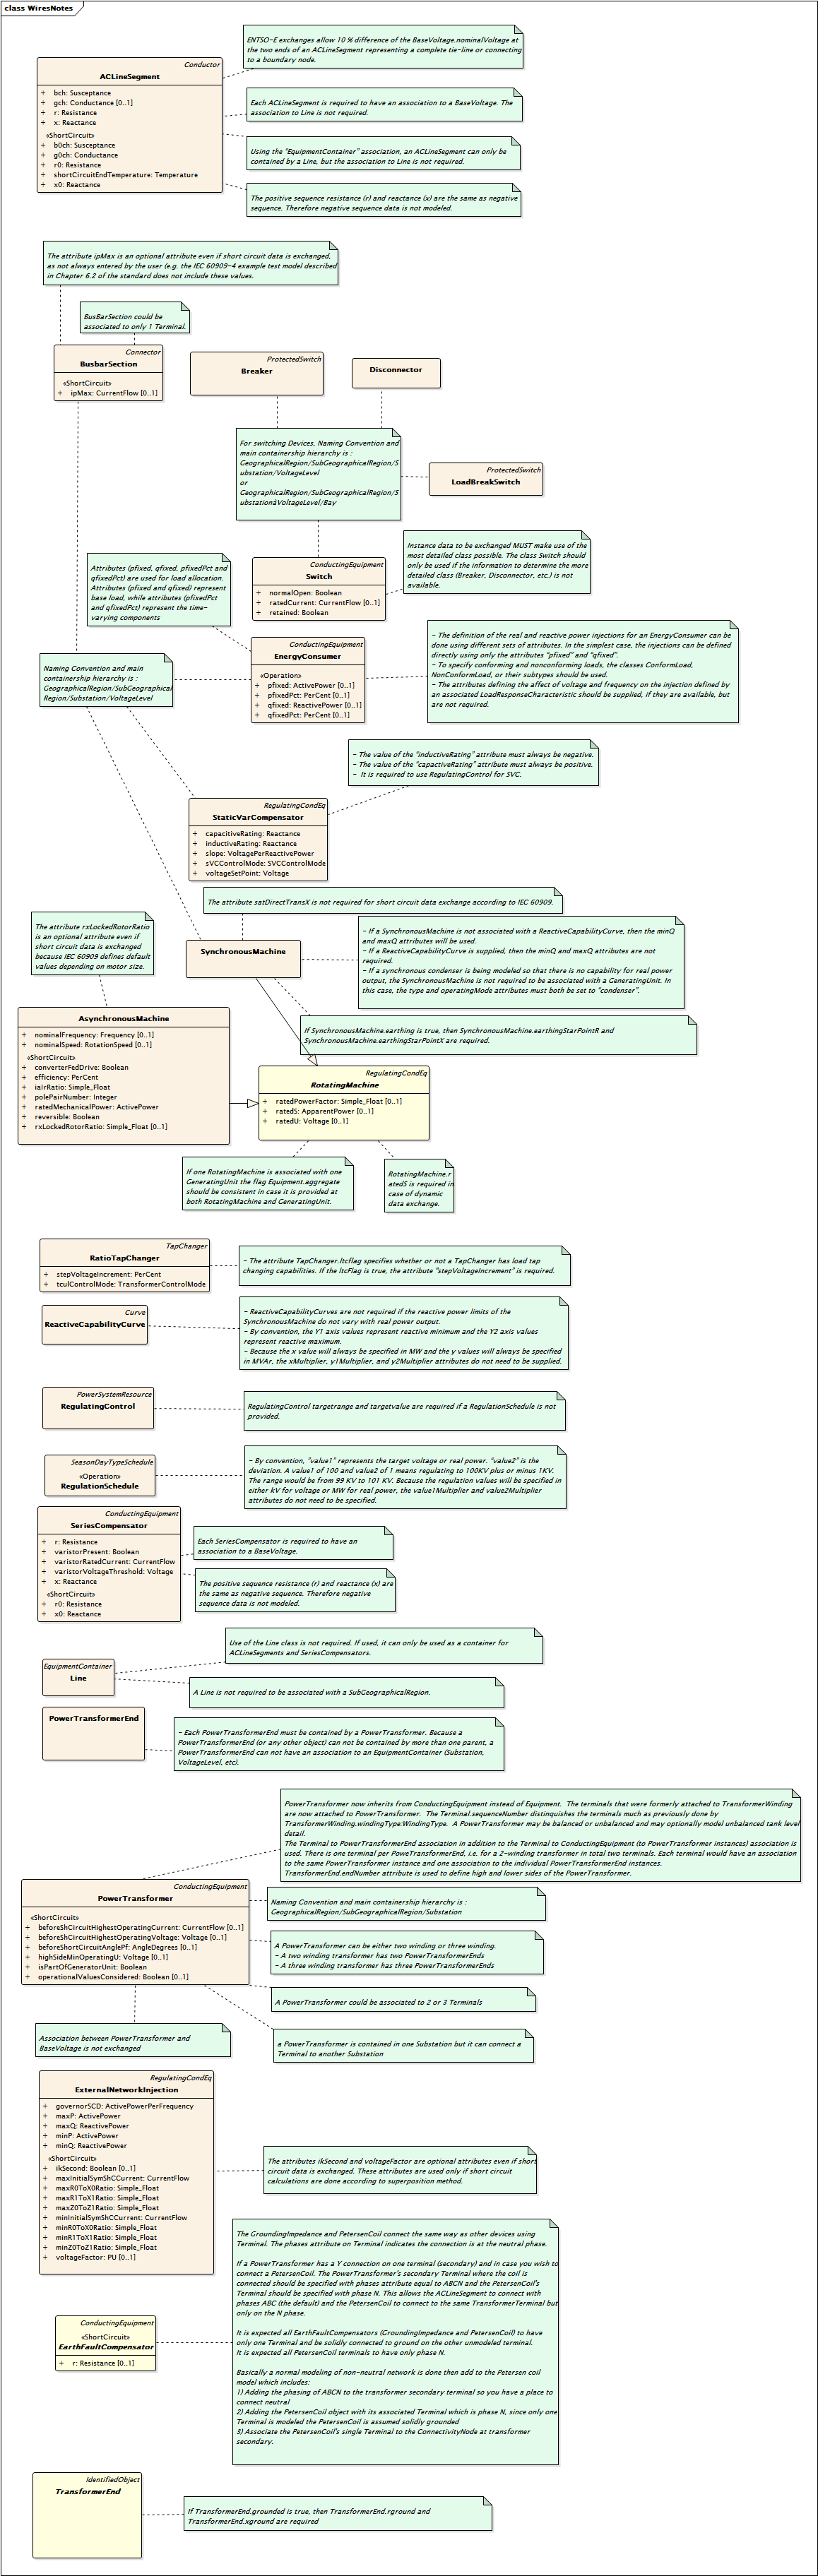 class WiresNotes
Conductor
ACLineSegment
+ bch: Susceptance
+ gch: Conductance [0..1]
+ r: Resistance
+ x: Reactance
«ShortCircuit»
+ b0ch: Susceptance
+ g0ch: Conductance
+ r0: Resistance
+ shortCircuitEndTemperature: Temperature
+ x0: Reactance
ENTSO-E exchanges allow 10 % difference of the BaseVoltage.nominalVoltage at
the two ends of an ACLineSegment representing a complete tie-line or connecting
to a boundary node.
Each ACLineSegment is required to have an association to a BaseVoltage. The
association to Line is not required.
Using the "EquipmentContainer" association, an ACLineSegment can only be
contained by a Line, but the association to Line is not required.
The positive sequence resistance (r) and reactance (x) are the same as negative
sequence. Therefore negative sequence data is not modeled.
The attribute ipMax is an optional attribute even if short circuit data is exchanged,
as not always entered by the user (e.g. the IEC 60909-4 example test model described
in Chapter 6.2 of the standard does not include these values.
BusBarSection could be
associated to only 1 Terminal.
Connector
BusbarSection
«ShortCircuit»
+ ipMax: CurrentFlow [0..1]
ProtectedSwitch
Breaker
Disconnector
For switching Devices, Naming Convention and
main containership hierarchy is :
GeographicalRegion/SubGeographicalRegion/S
ubstation/VoltageLevel
or
GeographicalRegion/SubGeographicalRegion/S
ubstationàVoltageLevel/Bay
ProtectedSwitch
LoadBreakSwitch
ConductingEquipment
Switch
+ normalOpen: Boolean
+ ratedCurrent: CurrentFlow [0..1]
+ retained: Boolean
Instance data to be exchanged MUST make use of the
most detailed class possible. The class Switch should
only be used if the information to determine the more
detailed class (Breaker, Disconnector, etc.) is not
available.
Attributes (pfixed, qfixed, pfixedPct and
qfixedPct) are used for load allocation.
Attributes (pfixed and qfixed) represent
base load, while attributes (pfixedPct
and qfixedPct) represent the time-
varying components
ConductingEquipment
EnergyConsumer
«Operation»
+ pfixed: ActivePower [0..1]
+ pfixedPct: PerCent [0..1]
+ qfixed: ReactivePower [0..1]
+ qfixedPct: PerCent [0..1]
- The definition of the real and reactive power injections for an EnergyConsumer can be
done using different sets of attributes. In the simplest case, the injections can be defined
directly using only the attributes "pfixed" and "qfixed".
- To specify conforming and nonconforming loads, the classes ConformLoad,
NonConformLoad, or their subtypes should be used.
- The attributes defining the affect of voltage and frequency on the injection defined by
an associated LoadResponseCharacteristic should be supplied, if they are available, but
are not required.
Naming Convention and main
containership hierarchy is :
GeographicalRegion/SubGeographical
Region/Substation/VoltageLevel
- The value of the "inductiveRating" attribute must always be negative.
- The value of the "capactiveRating" attribute must always be positive.
- It is required to use RegulatingControl for SVC.
RegulatingCondEq
StaticVarCompensator
+ capacitiveRating: Reactance
+ inductiveRating: Reactance
+ slope: VoltagePerReactivePower
+ sVCControlMode: SVCControlMode
+ voltageSetPoint: Voltage
The attribute satDirectTransX is not required for short circuit data exchange according to IEC 60909.
The attribute rxLockedRotorRatio
is an optional attribute even if
short circuit data is exchanged
because IEC 60909 defines default
values depending on motor size.
SynchronousMachine
- If a SynchronousMachine is not associated with a ReactiveCapabilityCurve, then the minQ
and maxQ attributes will be used.
- If a ReactiveCapabilityCurve is supplied, then the minQ and maxQ attributes are not
required.
- If a synchronous condenser is being modeled so that there is no capability for real power
output, the SynchronousMachine is not required to be associated with a GeneratingUnit. In
this case, the type and operatingMode attributes must both be set to "condenser".
AsynchronousMachine
+ nominalFrequency: Frequency [0..1]
+ nominalSpeed: RotationSpeed [0..1]
«ShortCircuit»
+ converterFedDrive: Boolean
+ efficiency: PerCent
+ iaIrRatio: Simple_Float
+ polePairNumber: Integer
+ ratedMechanicalPower: ActivePower
+ reversible: Boolean
+ rxLockedRotorRatio: Simple_Float [0..1]
If SynchronousMachine.earthing is true, then SynchronousMachine.earthingStarPointR and
SynchronousMachine.earthingStarPointX are required.
RegulatingCondEq
RotatingMachine
+ ratedPowerFactor: Simple_Float [0..1]
+ ratedS: ApparentPower [0..1]
+ ratedU: Voltage [0..1]
If one RotatingMachine is associated with one
GeneratingUnit the flag Equipment.aggregate
should be consistent in case it is provided at
both RotatingMachine and GeneratingUnit.
RotatingMachine.r
atedS is required in
case of dynamic
data exchange.
TapChanger
RatioTapChanger
+ stepVoltageIncrement: PerCent
+ tculControlMode: TransformerControlMode
- The attribute TapChanger.ltcflag specifies whether or not a TapChanger has load tap
changing capabilities. If the ltcFlag is true, the attribute "stepVoltageIncrement" is required.
Curve
ReactiveCapabilityCurve
- ReactiveCapabilityCurves are not required if the reactive power limits of the
SynchronousMachine do not vary with real power output.
- By convention, the Y1 axis values represent reactive minimum and the Y2 axis values
represent reactive maximum.
- Because the x value will always be specified in MW and the y values will always be specified
in MVAr, the xMultiplier, y1Multiplier, and y2Multiplier attributes do not need to be supplied.
PowerSystemResource
RegulatingControl
RegulatingControl targetrange and targetvalue are required if a RegulationSchedule is not
provided.
SeasonDayTypeSchedule
«Operation»
RegulationSchedule
- By convention, "value1" represents the target voltage or real power. "value2" is the
deviation. A value1 of 100 and value2 of 1 means regulating to 100KV plus or minus 1KV.
The range would be from 99 KV to 101 KV. Because the regulation values will be specified in
either kV for voltage or MW for real power, the value1Multiplier and value2Multiplier
attributes do not need to be specified.
ConductingEquipment
SeriesCompensator
+ r: Resistance
+ varistorPresent: Boolean
+ varistorRatedCurrent: CurrentFlow
+ varistorVoltageThreshold: Voltage
+ x: Reactance
«ShortCircuit»
+ r0: Resistance
+ x0: Reactance
Each SeriesCompensator is required to have an
association to a BaseVoltage.
The positive sequence resistance (r) and reactance (x) are
the same as negative sequence. Therefore negative
sequence data is not modeled.
Use of the Line class is not required. If used, it can only be used as a container for
ACLineSegments and SeriesCompensators.
EquipmentContainer
Line
A Line is not required to be associated with a SubGeographicalRegion.
PowerTransformerEnd
- Each PowerTransformerEnd must be contained by a PowerTransformer. Because a
PowerTransformerEnd (or any other object) can not be contained by more than one parent, a
PowerTransformerEnd can not have an association to an EquipmentContainer (Substation,
VoltageLevel, etc).
PowerTransformer now inherits from ConductingEquipment instead of Equipment. The terminals that were formerly attached to TransformerWinding
are now attached to PowerTransformer. The Terminal.sequenceNumber distinquishes the terminals much as previously done by
TransformerWinding.windingType:WindingType. A PowerTransformer may be balanced or unbalanced and may optionally model unbalanced tank level
detail.
The Terminal to PowerTransformerEnd association in addition to the Terminal to ConductingEquipment (to PowerTransformer instances) association is
used. There is one terminal per PoweTransformerEnd, i.e. for a 2-winding transformer in total two terminals. Each terminal would have an association
to the same PowerTransformer instance and one association to the individual PowerTransformerEnd instances.
TransformerEnd.endNumber attribute is used to define high and lower sides of the PowerTransformer.
ConductingEquipment
PowerTransformer
«ShortCircuit»
+ beforeShCircuitHighestOperatingCurrent: CurrentFlow [0..1]
+ beforeShCircuitHighestOperatingVoltage: Voltage [0..1]
+ beforeShortCircuitAnglePf: AngleDegrees [0..1]
+ highSideMinOperatingU: Voltage [0..1]
+ isPartOfGeneratorUnit: Boolean
+ operationalValuesConsidered: Boolean [0..1]
Naming Convention and main containership hierarchy is :
GeographicalRegion/SubGeographicalRegion/Substation
A PowerTransformer can be either two winding or three winding.
- A two winding transformer has two PowerTransformerEnds
- A three winding transformer has three PowerTransformerEnds
A PowerTransformer could be associated to 2 or 3 Terminals
Association between PowerTransformer and
BaseVoltage is not exchanged
a PowerTransformer is contained in one Substation but it can connect a
Terminal to another Substation
RegulatingCondEq
ExternalNetworkInjection
+ governorSCD: ActivePowerPerFrequency
+ maxP: ActivePower
+ maxQ: ReactivePower
+ minP: ActivePower
+ minQ: ReactivePower
«ShortCircuit»
+ ikSecond: Boolean [0..1]
+ maxInitialSymShCCurrent: CurrentFlow
+ maxR0ToX0Ratio: Simple_Float
+ maxR1ToX1Ratio: Simple_Float
+ maxZ0ToZ1Ratio: Simple_Float
+ minInitialSymShCCurrent: CurrentFlow
+ minR0ToX0Ratio: Simple_Float
+ minR1ToX1Ratio: Simple_Float
+ minZ0ToZ1Ratio: Simple_Float
+ voltageFactor: PU [0..1]
The attributes ikSecond and voltageFactor are optional attributes even if short
circuit data is exchanged. These attributes are used only if short circuit
calculations are done according to superposition method.
The GroundingImpedance and PetersenCoil connect the same way as other devices using
Terminal. The phases attribute on Terminal indicates the connection is at the neutral phase.
If a PowerTransformer has a Y connection on one terminal (secondary) and in case you wish to
connect a PetersenCoil. The PowerTransformer's secondary Terminal where the coil is
connected should be specified with phases attribute equal to ABCN and the PetersenCoil's
Terminal should be specified with phase N. This allows the ACLineSegment to connect with
phases ABC (the default) and the PetersenCoil to connect to the same TransformerTerminal but
only on the N phase.
It is expected all EarthFaultCompensators (GroundingImpedance and PetersenCoil) to have
only one Terminal and be solidly connected to ground on the other unmodeled terminal.
It is expected all PetersenCoil terminals to have only phase N.
Basically a normal modeling of non-neutral network is done then add to the Petersen coil
model which includes:
1) Adding the phasing of ABCN to the transformer secondary terminal so you have a place to
connect neutral
2) Adding the PetersenCoil object with its associated Terminal which is phase N, since only one
Terminal is modeled the PetersenCoil is assumed solidly grounded
3) Associate the PetersenCoil's single Terminal to the ConnectivityNode at transformer
secondary.
ConductingEquipment
«ShortCircuit»
EarthFaultCompensator
+ r: Resistance [0..1]
IdentifiedObject
TransformerEnd
If TransformerEnd.grounded is true, then TransformerEnd.rground and
TransformerEnd.xground are required